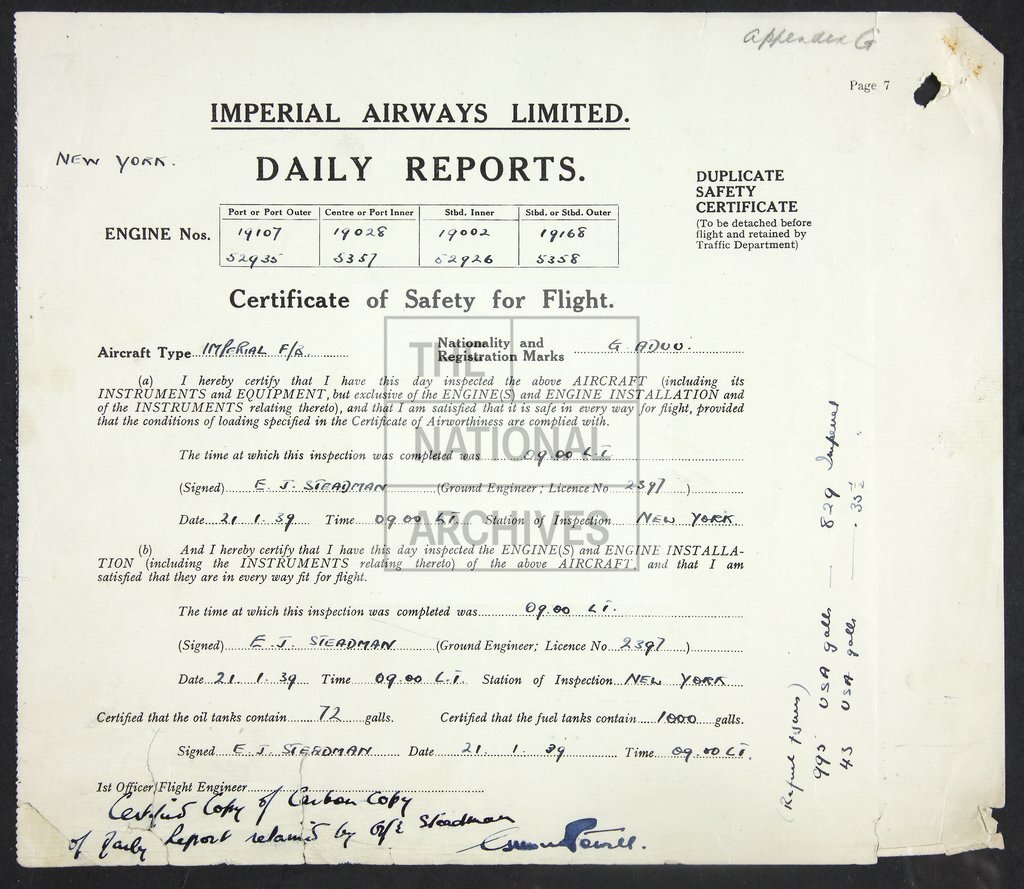 Appendix G
Page 7
IMPERIAL AIRWAYS LIMITED.
NEW YORK.
DAILY REPORTS.
DUPLICATE
SAFETY
CERTIFICATE
(To be detached before
flight and retained by
Traffic Department)
ENGINE Nos.
Port or Port Outer Centre or Port Inner Stbd. Inner Stbd. or Stbd. Outer
19107 19028 19002 19168
52935 5357 52926 5358
Certificate of Safety for Flight.
Aircraft Type IMPERIAL F/B Nationality and
Registration Marks G ADUU.
(a) I hereby certify that I have this day inspected the above AIRCRAFT (including its
INSTRUMENTS and EQUIPMENT, but exclusive of the ENGINE(S) and ENGINE INSTALLATION and
of the INSTRUMENTS relating thereto), and that I am satisfied that it is safe in every way for flight, provided
that the conditions of loading specified in the Certificate of Airworthiness are complied with.
The time at which this inspection was completed was 09.00 L.T.
(Signed) E. J. STEADMAN (Ground Engineer; Licence No 2397 )
Date 21.1.39 Time 09.00 L.T. Station of Inspection NEW YORK.
(b) And I hereby certify that I have this day inspected the ENGINE(S) and ENGINE INSTALLA-
TION (including the INSTRUMENTS relating thereto) of the above AIRCRAFT, and that I am
satisfied that they are in every way fit for flight.
The time at which this inspection was completed was 09.00 L.T.
(Signed) E. J. STEADMAN (Ground Engineer; Licence No 2397 )
Date 21.1.39 Time 09.00 L.T. Station of Inspection NEW YORK
Certified that the oil tanks contain 72 galls. Certified that the fuel tanks contain 1000 galls.
Signed E. J. STEADMAN Date 21. 1. 39 Time 09.00 L.T.
1st Officer/Flight Engineer
Certified Copy of Carbon Copy
of Daily Report retained by G/E Steadman
(Refuel figures)
995 USA galls — 829 Imperial
43 USA galls — 35½ "
THE
NATIONAL
ARCHIVES